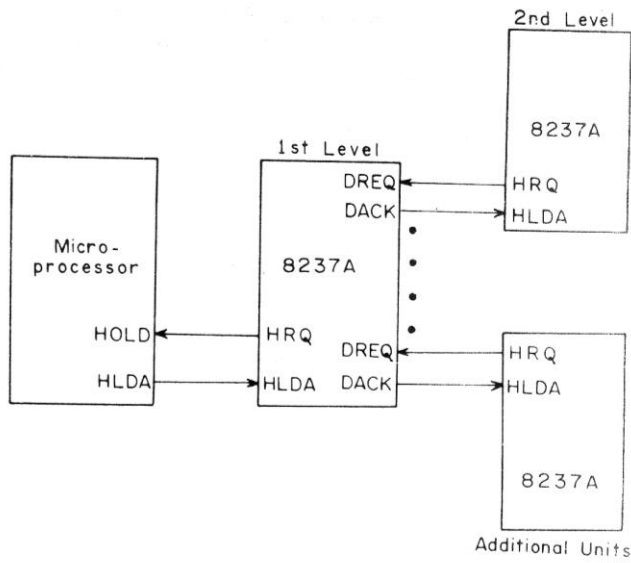 2nd Level
8237A
HRQ
HLDA
1st Level
DREQ
DACK
8237A
HRQ
HLDA
DREQ
DACK
Micro-
processor
HOLD
HLDA
HRQ
HLDA
8237A
Additional Units